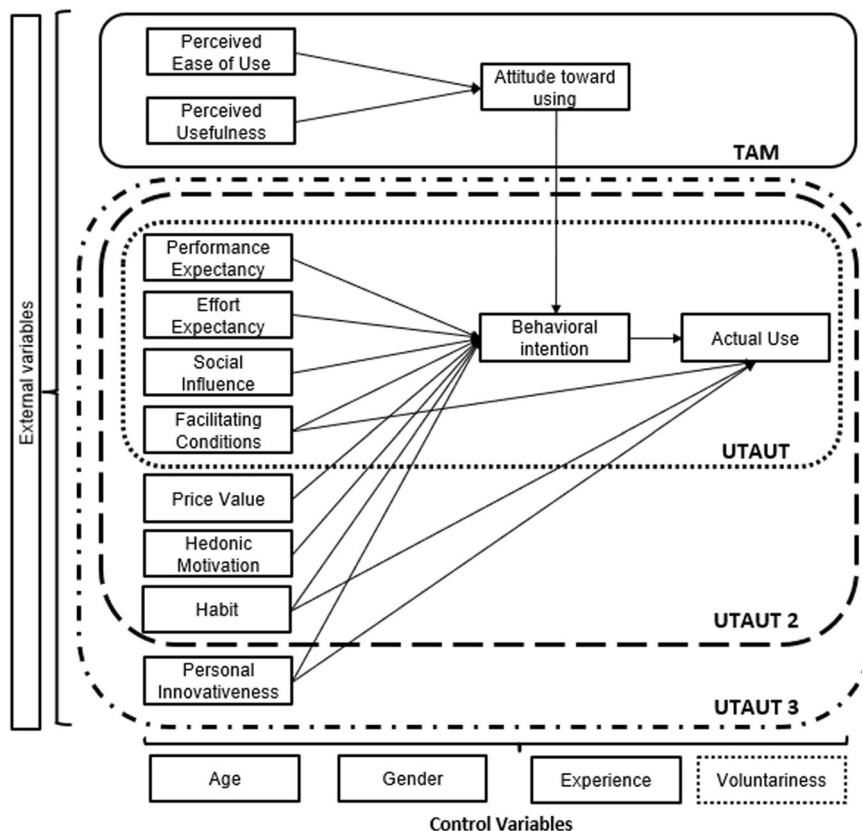 External variables
Perceived
Ease of Use
Perceived
Usefulness
Attitude toward
using
TAM
Performance
Expectancy
Effort
Expectancy
Social
Influence
Facilitating
Conditions
Behavioral
intention
Actual Use
UTAUT
Price Value
Hedonic
Motivation
Habit
UTAUT 2
Personal
Innovativeness
UTAUT 3
Age
Gender
Experience
Voluntariness
Control Variables